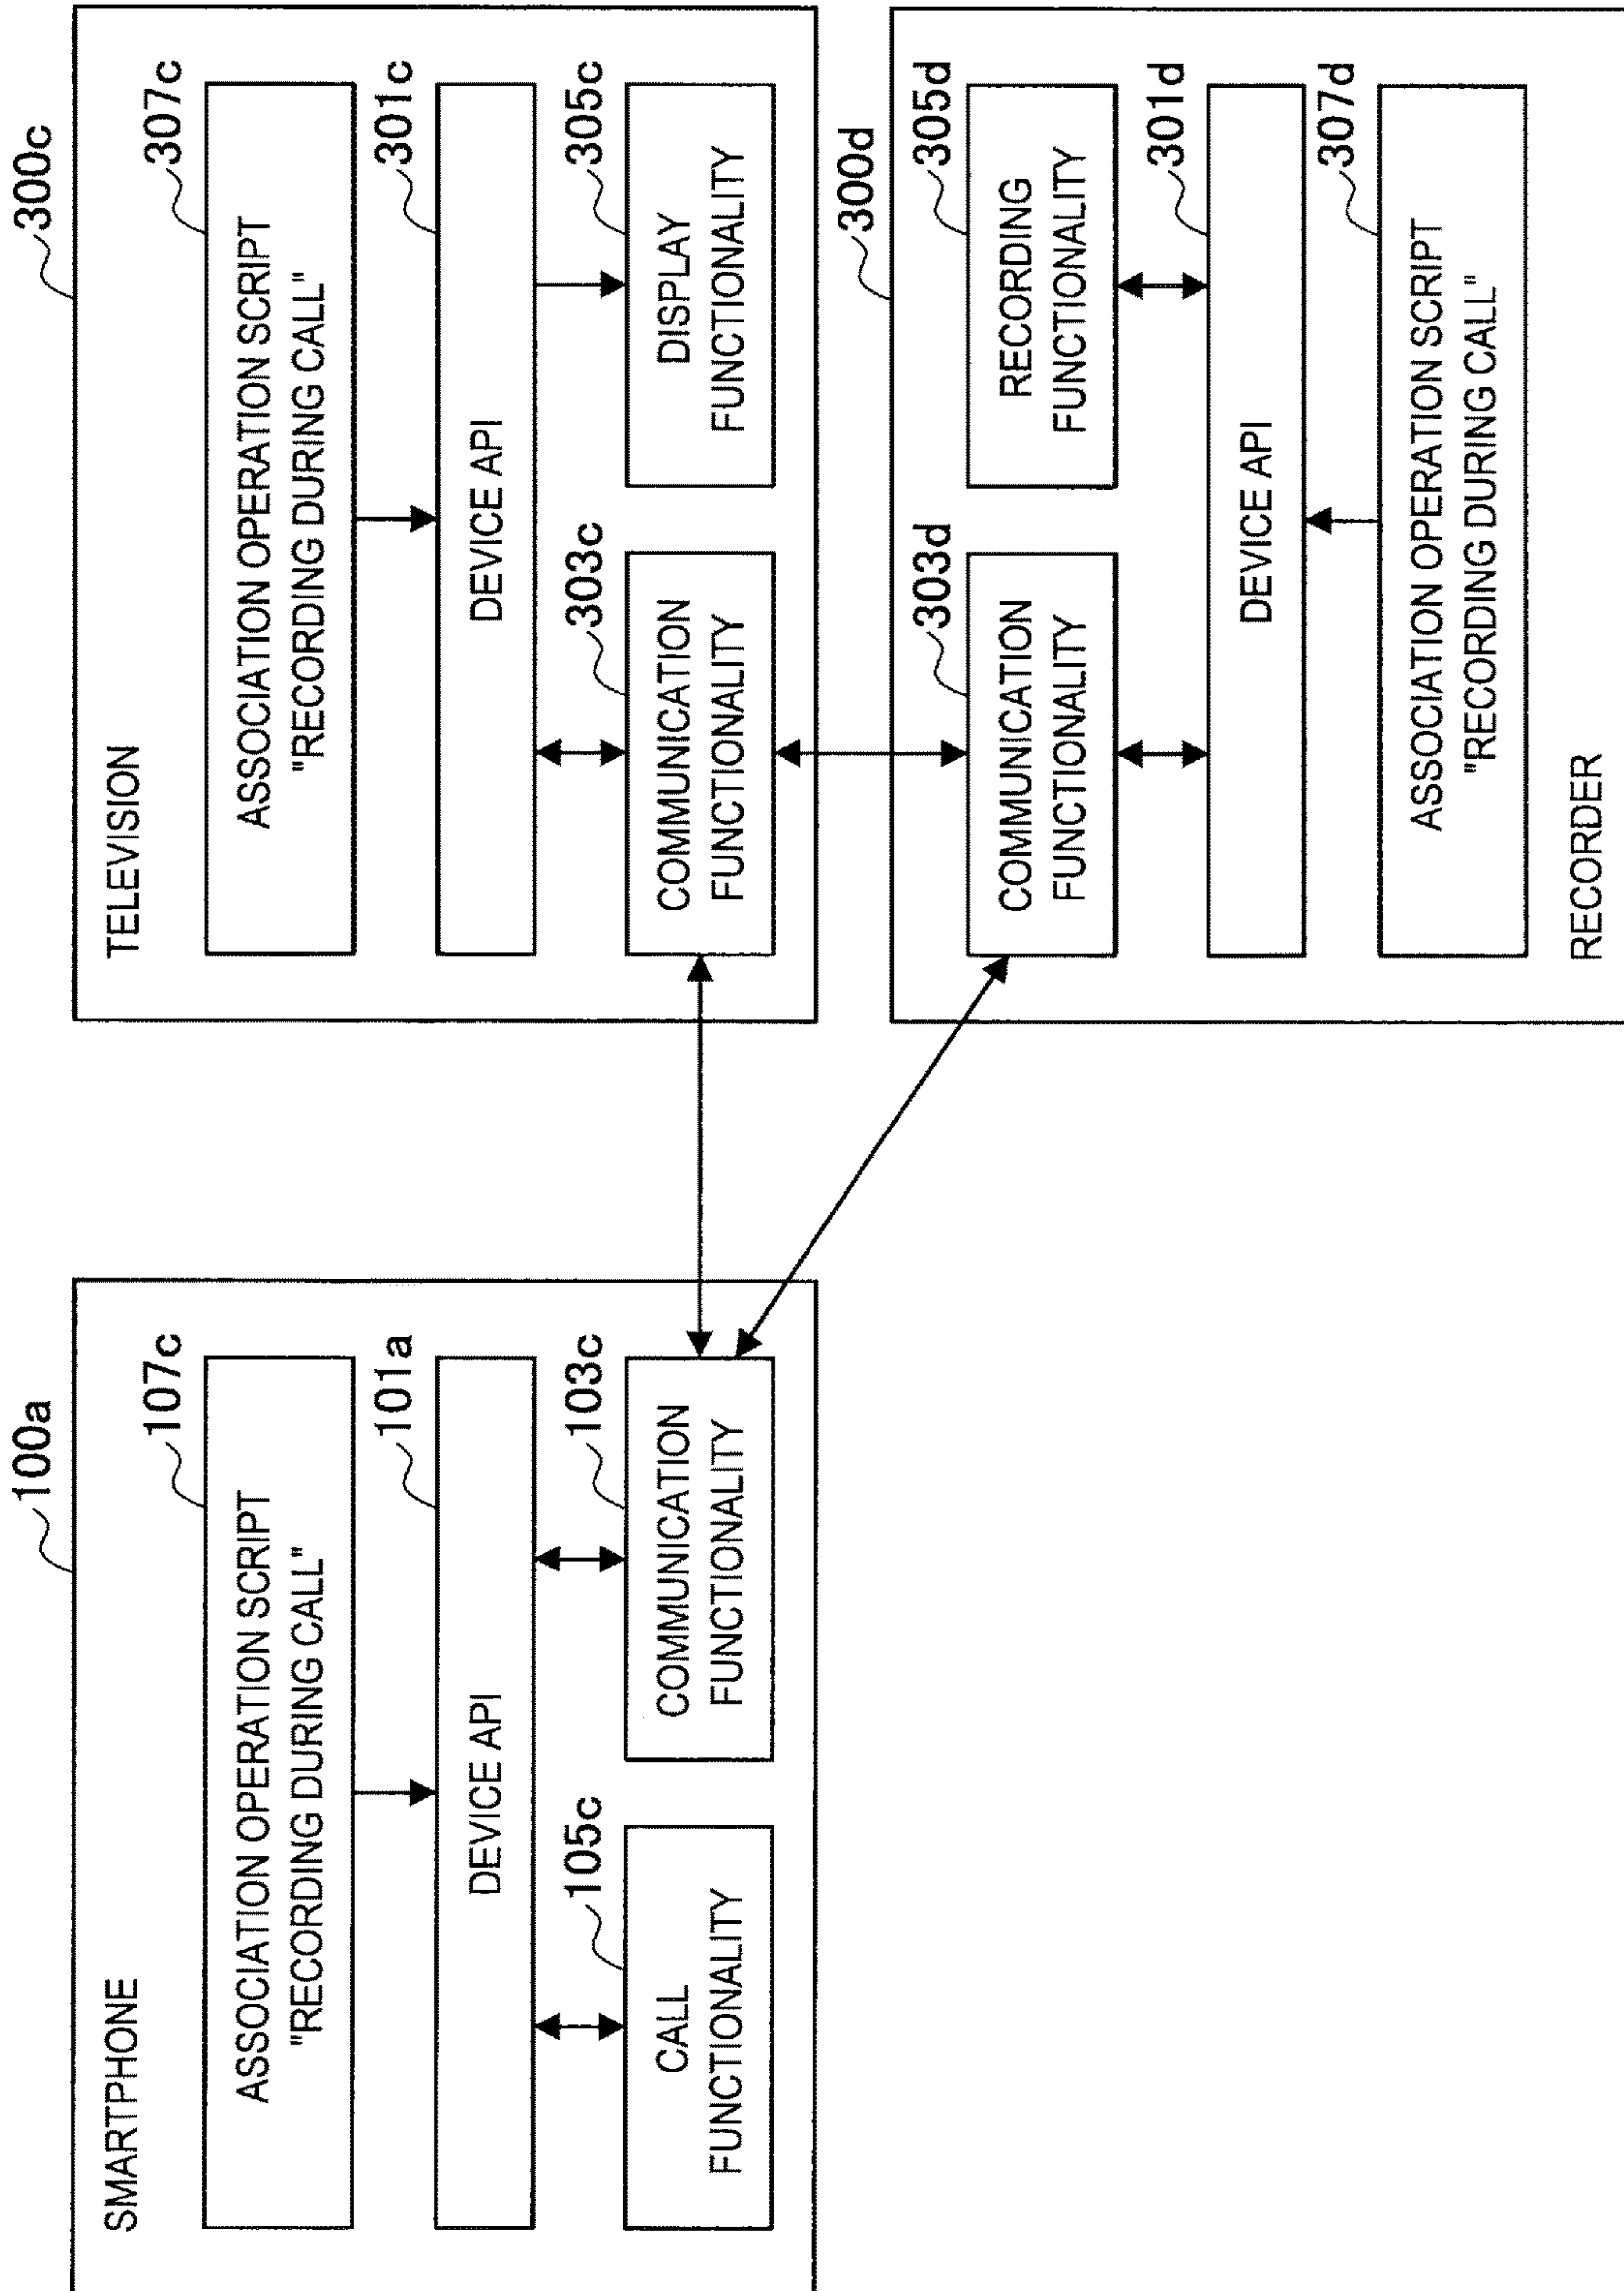 100a
SMARTPHONE
107c
ASSOCIATION OPERATION SCRIPT
"RECORDING DURING CALL"
101a
DEVICE API
105c
CALL
FUNCTIONALITY
103c
COMMUNICATION
FUNCTIONALITY
300c
TELEVISION
307c
ASSOCIATION OPERATION SCRIPT
"RECORDING DURING CALL"
301c
DEVICE API
303c
COMMUNICATION
FUNCTIONALITY
305c
DISPLAY
FUNCTIONALITY
300d
303d
COMMUNICATION
FUNCTIONALITY
305d
RECORDING
FUNCTIONALITY
301d
DEVICE API
307d
ASSOCIATION OPERATION SCRIPT
"RECORDING DURING CALL"
RECORDER